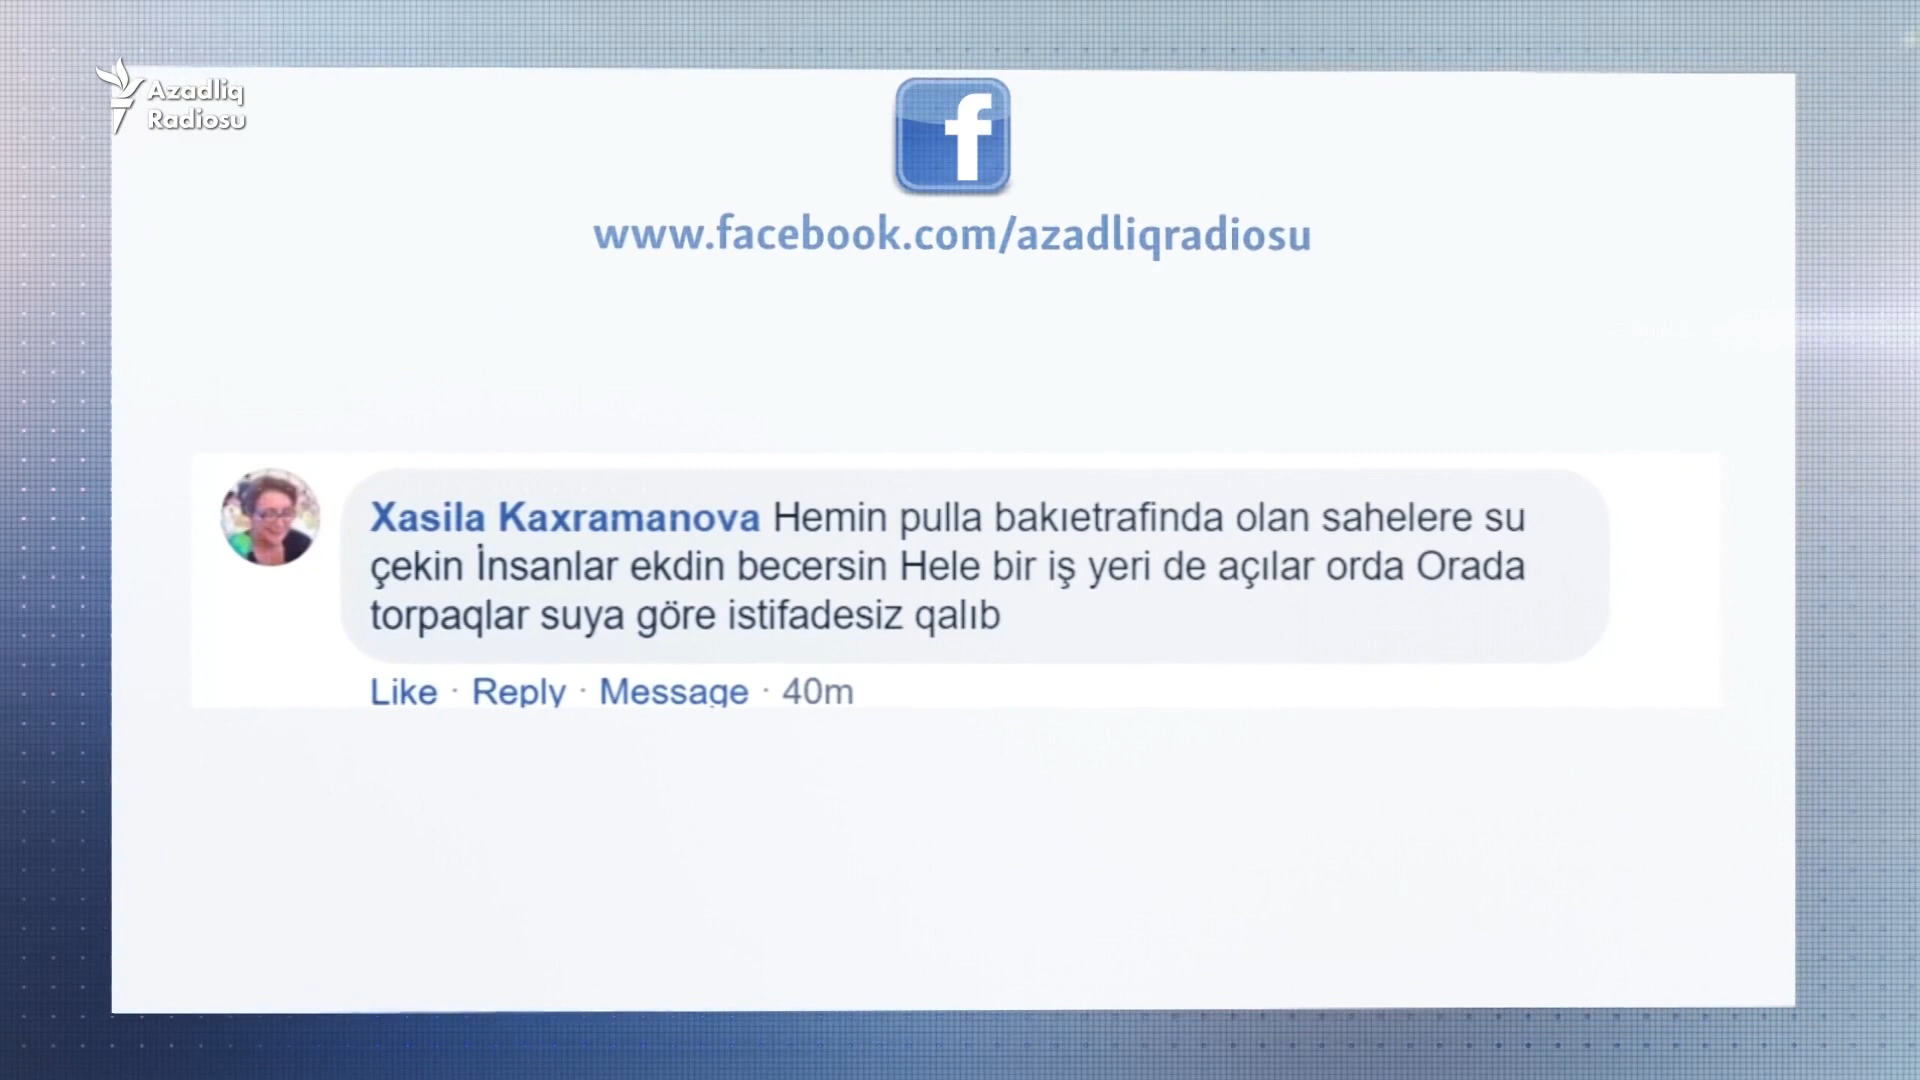 Azadlıq
Radiosu
f
www.facebook.com/azadliqradiosu
Xasila Kaxramanova Hemin pulla bakıetrafinda olan sahelere su
çekin İnsanlar ekdin becersin Hele bir iş yeri de açılar orda Orada
torpaqlar suya göre istifadesiz qalıb
Like · Reply · Message · 40m